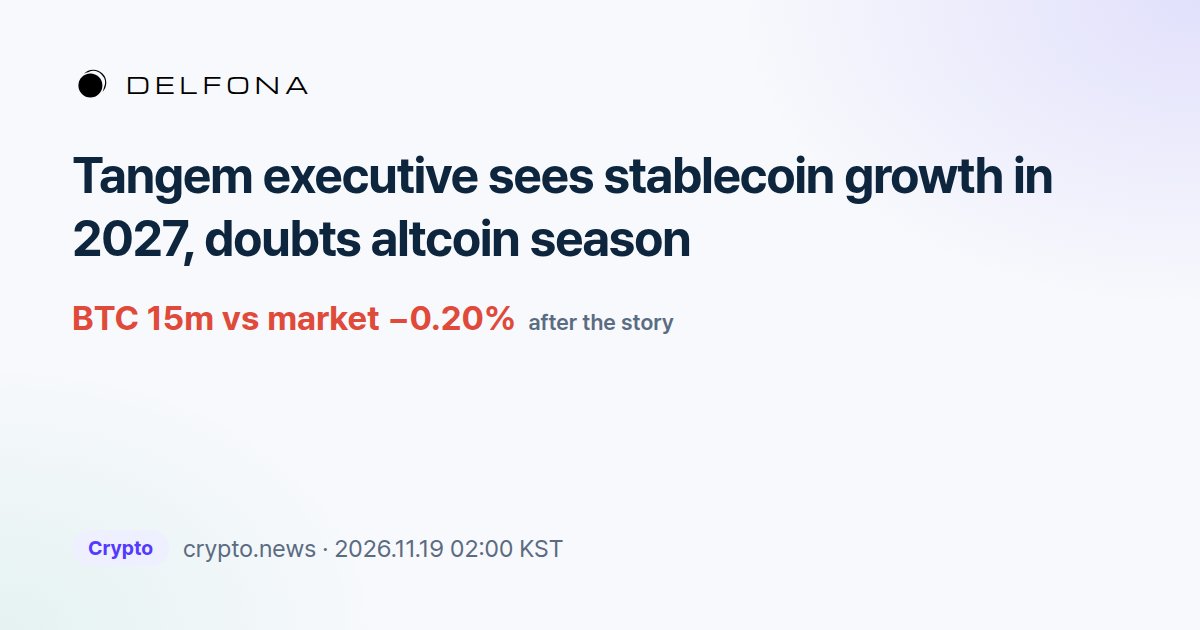 DELFONA
Tangem executive sees stablecoin growth in
2027, doubts altcoin season
BTC 15m vs market −0.20% after the story
Crypto crypto.news · 2026.11.19 02:00 KST